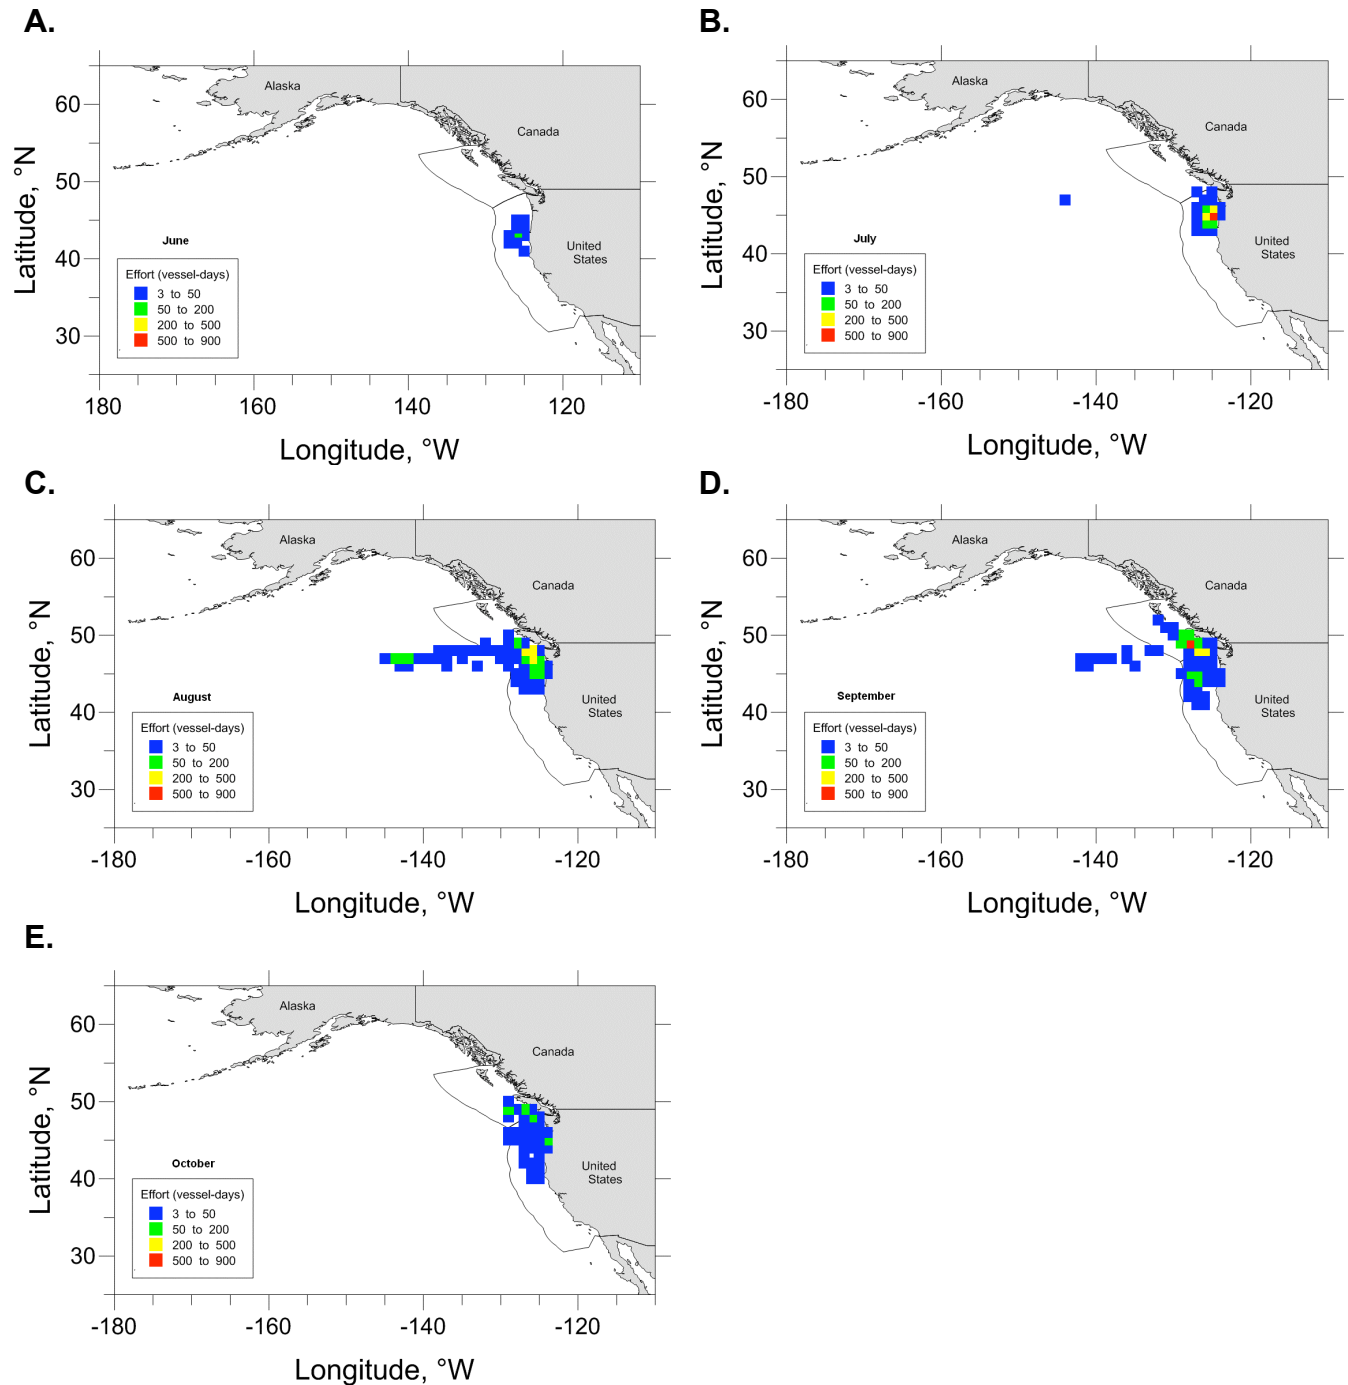 A.
Latitude, °N
60
50
40
30
Alaska
Canada
United
States
June
Effort (vessel-days)
3 to 50
50 to 200
200 to 500
500 to 900
180
160
140
120
Longitude, °W
B.
Latitude, °N
60
50
40
30
Alaska
Canada
United
States
July
Effort (vessel-days)
3 to 50
50 to 200
200 to 500
500 to 900
-180
-160
-140
-120
Longitude, °W
C.
Latitude, °N
60
50
40
30
Alaska
Canada
United
States
August
Effort (vessel-days)
3 to 50
50 to 200
200 to 500
500 to 900
-180
-160
-140
-120
Longitude, °W
D.
Latitude, °N
60
50
40
30
Alaska
Canada
United
States
September
Effort (vessel-days)
3 to 50
50 to 200
200 to 500
500 to 900
-180
-160
-140
-120
Longitude, °W
E.
Latitude, °N
60
50
40
30
Alaska
Canada
United
States
October
Effort (vessel-days)
3 to 50
50 to 200
200 to 500
500 to 900
-180
-160
-140
-120
Longitude, °W